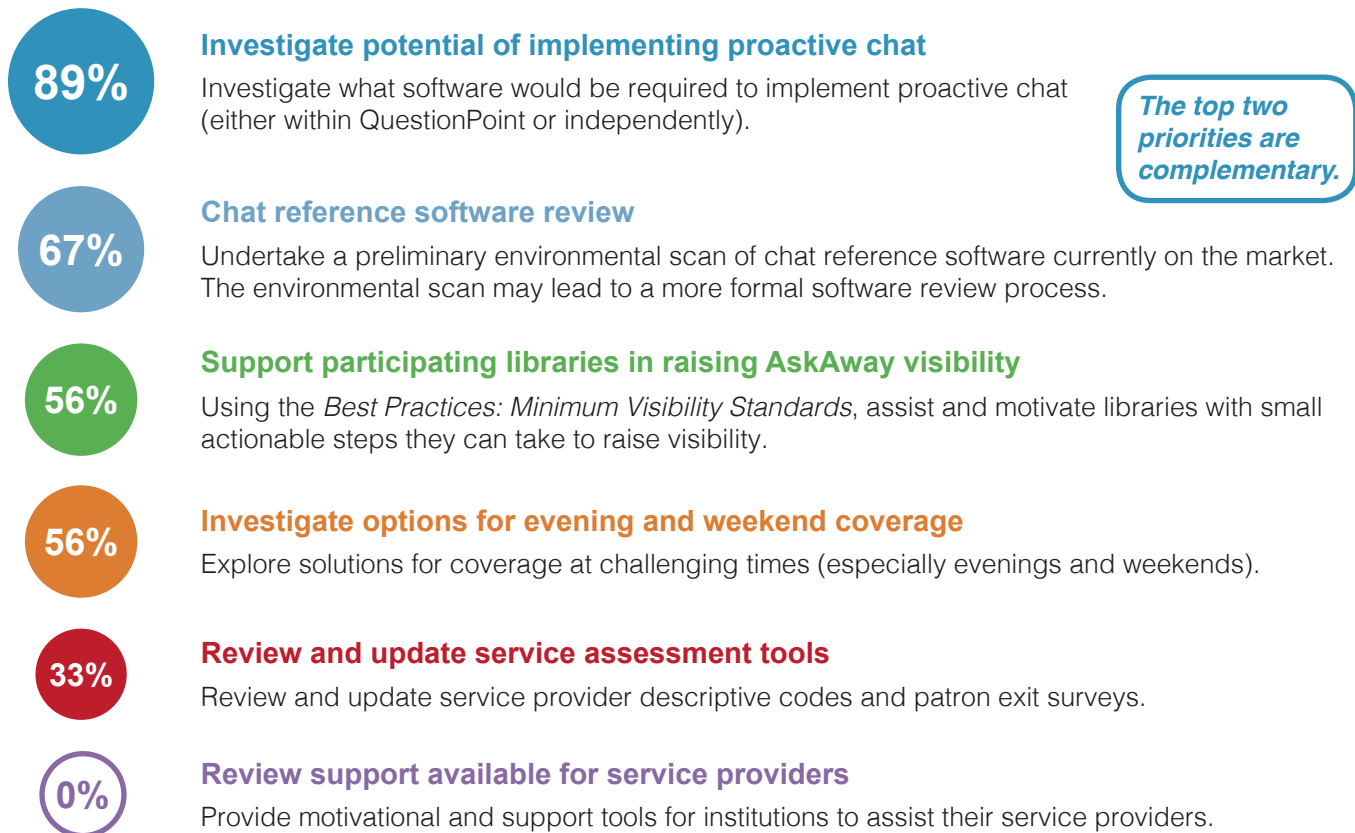 89%
Investigate potential of implementing proactive chat
Investigate what software would be required to implement proactive chat
(either within QuestionPoint or independently).
The top two
priorities are
complementary.
67%
Chat reference software review
Undertake a preliminary environmental scan of chat reference software currently on the market.
The environmental scan may lead to a more formal software review process.
56%
Support participating libraries in raising AskAway visibility
Using the Best Practices: Minimum Visibility Standards, assist and motivate libraries with small
actionable steps they can take to raise visibility.
56%
Investigate options for evening and weekend coverage
Explore solutions for coverage at challenging times (especially evenings and weekends).
33%
Review and update service assessment tools
Review and update service provider descriptive codes and patron exit surveys.
0%
Review support available for service providers
Provide motivational and support tools for institutions to assist their service providers.